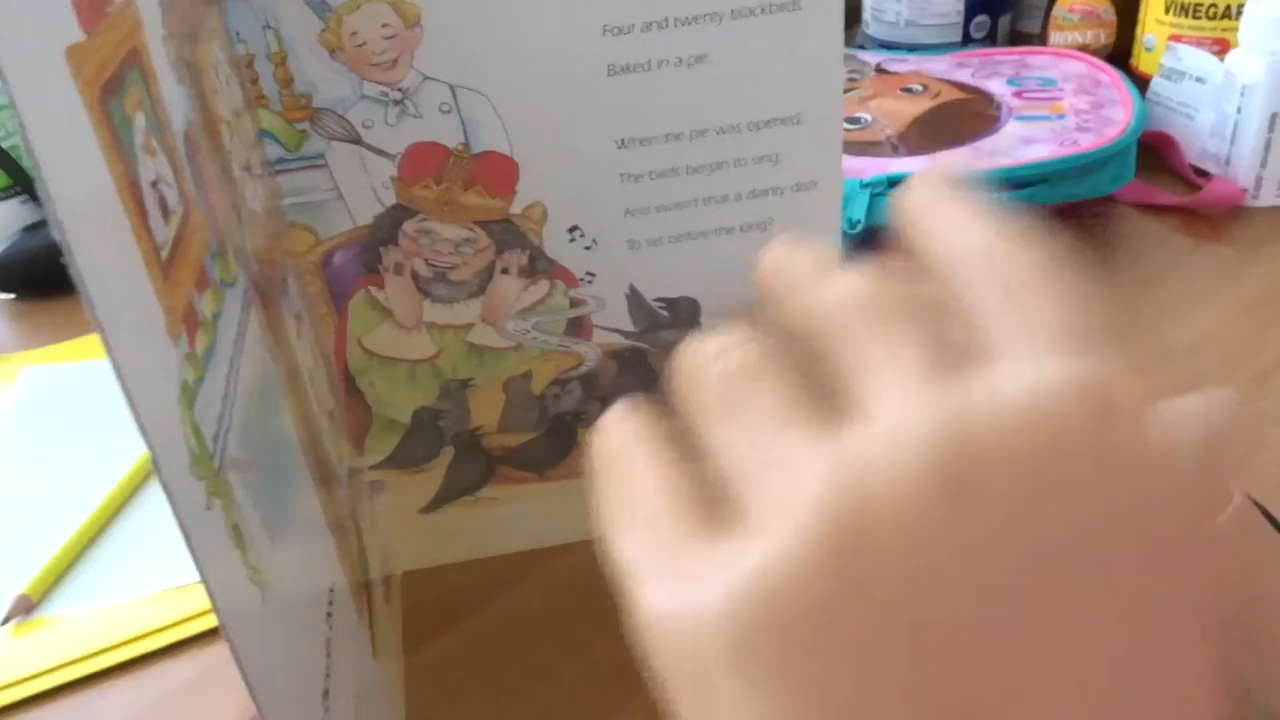 Four and twenty blackbirds
Baked in a pie.
When the pie was opened,
The birds began to sing.
And wasn't that a dainty dish
To set before the king?
VINEGAR
HONEY
CUTI